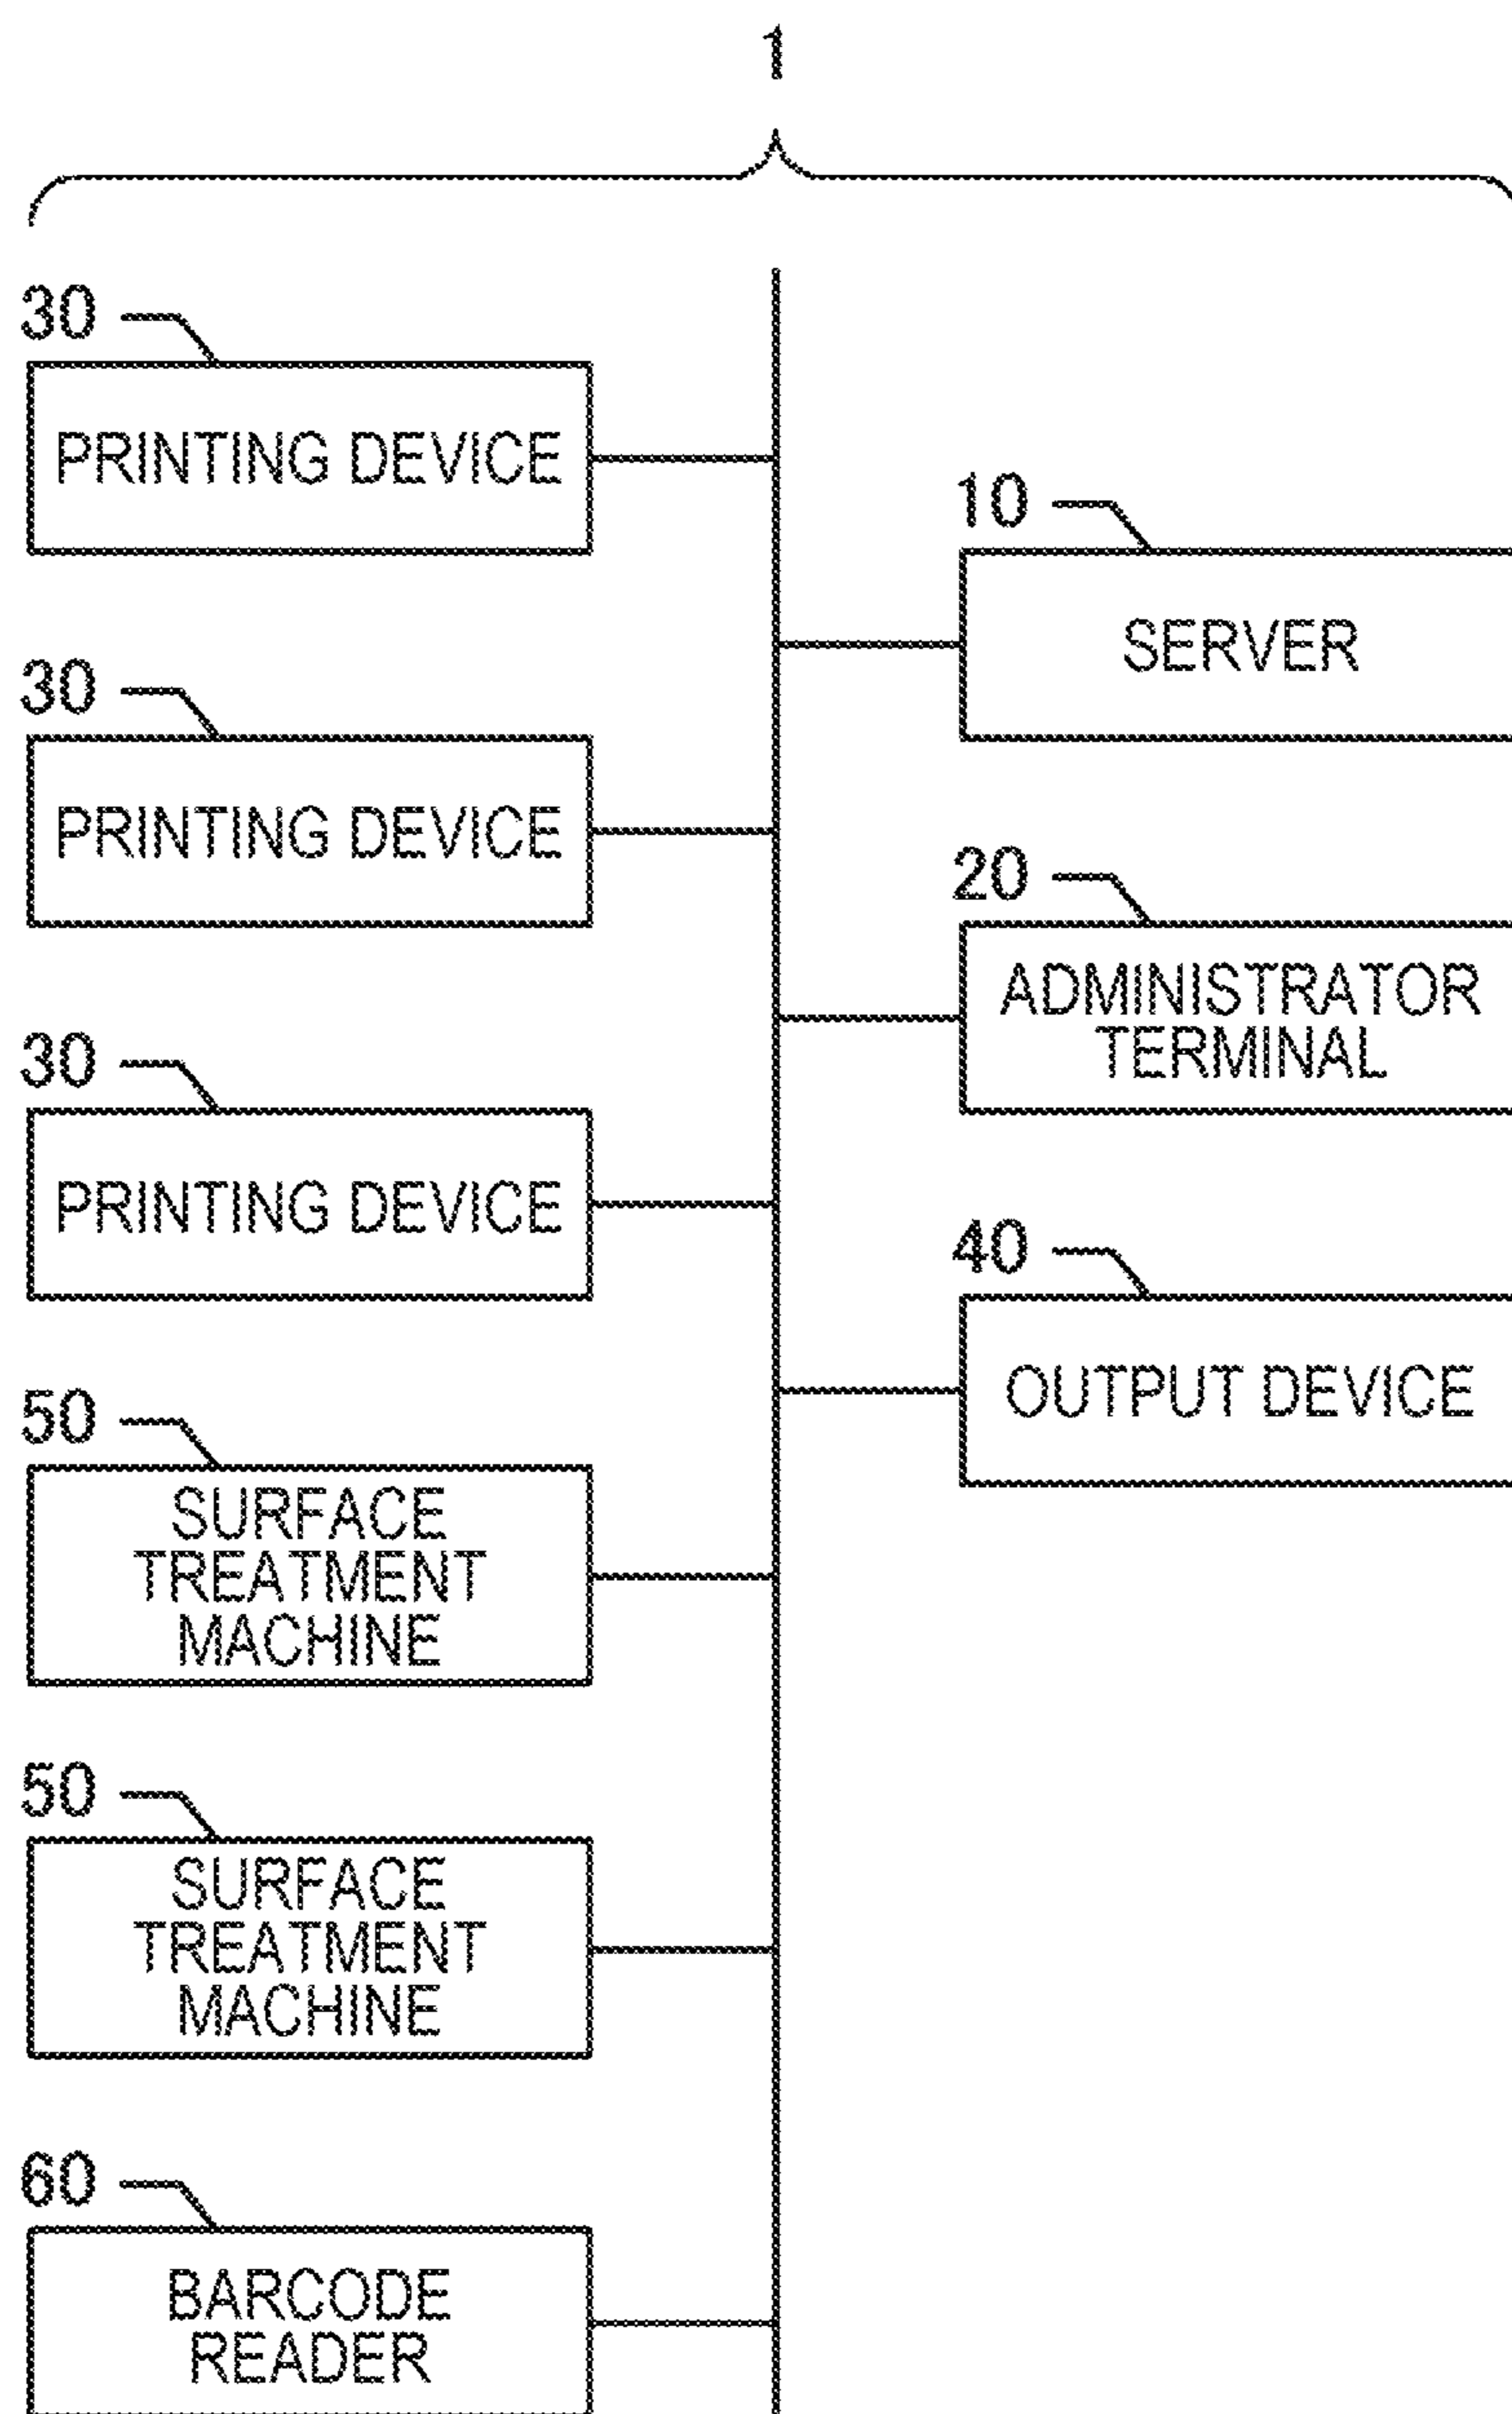 1
30
PRINTING DEVICE
10
SERVER
30
PRINTING DEVICE
20
ADMINISTRATOR
TERMINAL
30
PRINTING DEVICE
40
OUTPUT DEVICE
50
SURFACE
TREATMENT
MACHINE
50
SURFACE
TREATMENT
MACHINE
60
BARCODE
READER